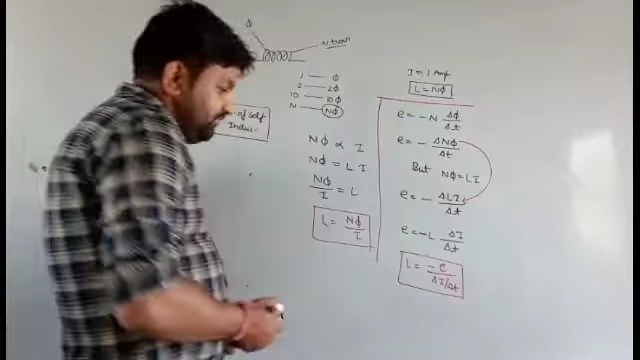 Φ
N turn
1 — Φ
2 — 2Φ
10 — 10Φ
N — NΦ
of Self
Induc.
NΦ ∝ I
NΦ = L I
NΦ/I = L
L = NΦ/I
I = 1 Amp
L = NΦ
e = -N ΔΦ/Δt
e = - ΔNΦ/Δt
But NΦ = LI
e = - ΔLI/Δt
e = -L ΔI/Δt
L = -e/ΔI/Δt